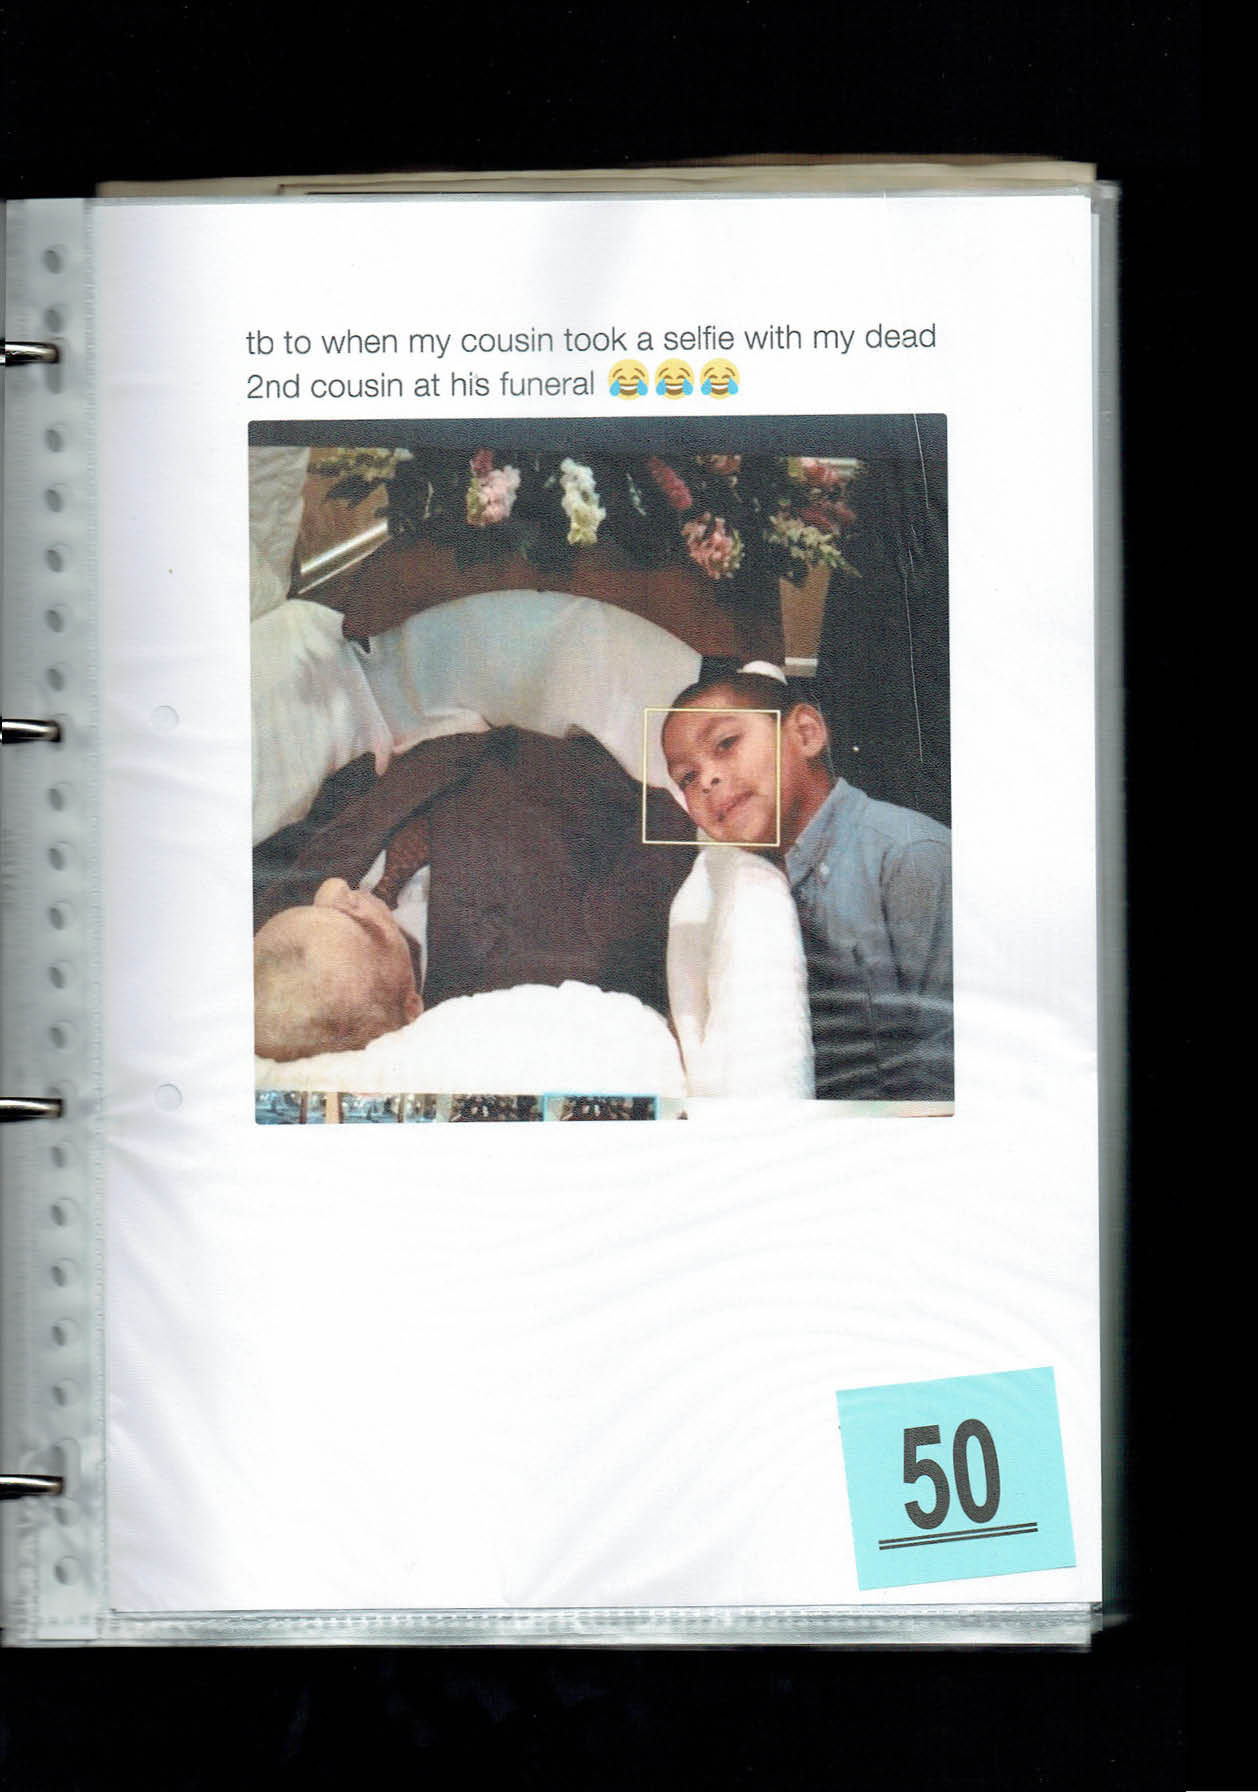 tb to when my cousin took a selfie with my dead
2nd cousin at his funeral 😂😂😂
50